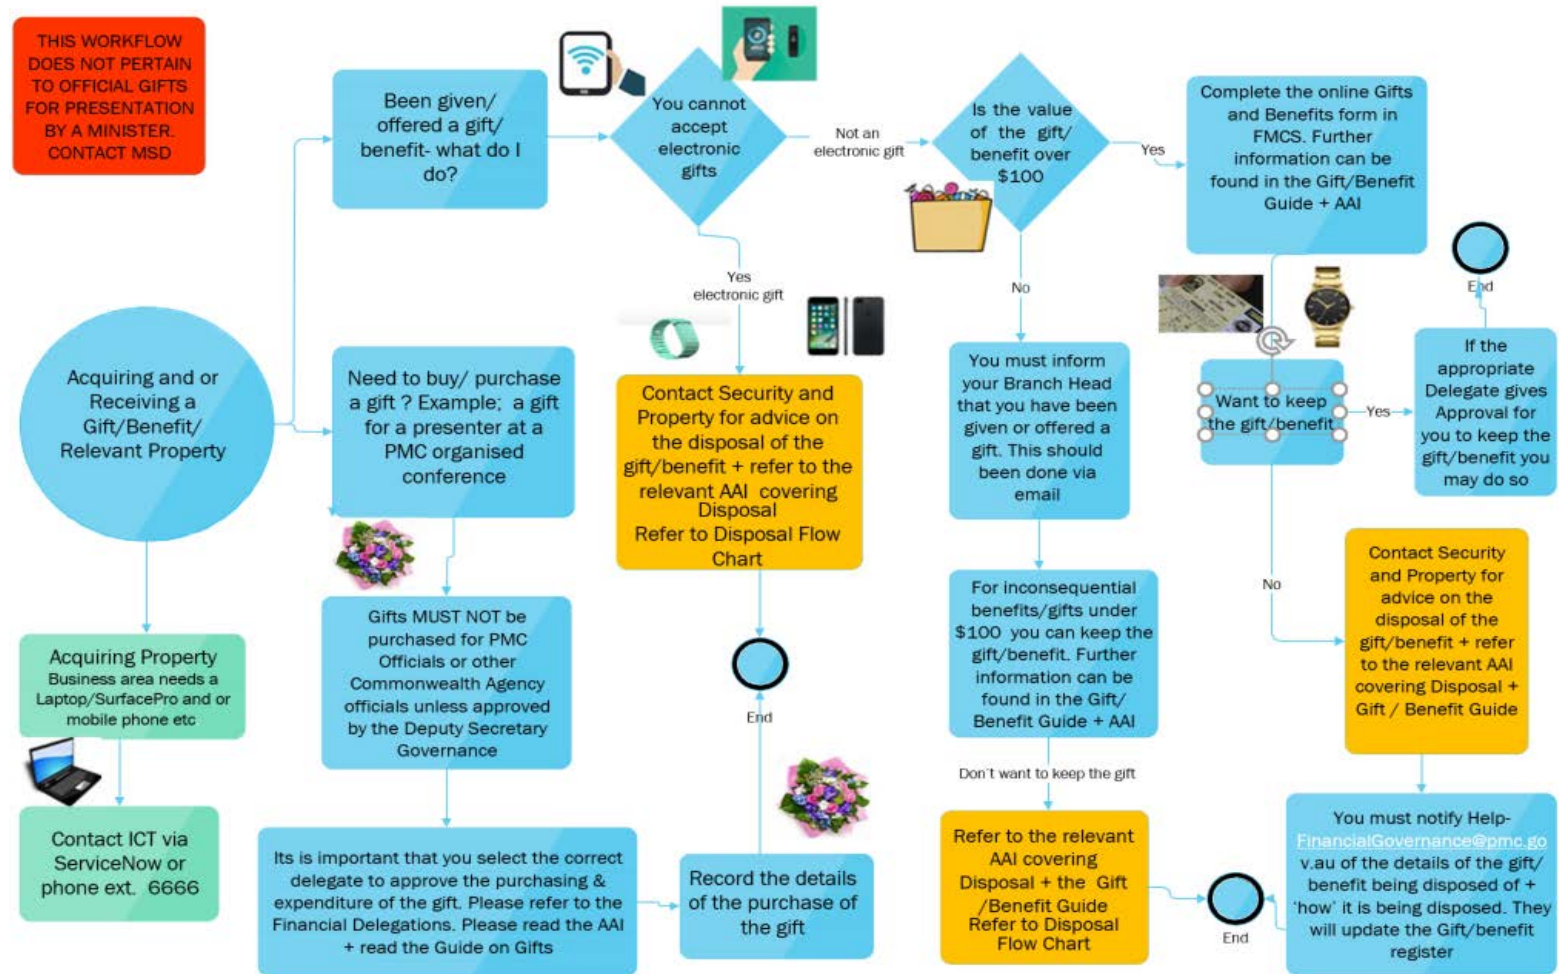 THIS WORKFLOW
DOES NOT PERTAIN
TO OFFICIAL GIFTS
FOR PRESENTATION
BY A MINISTER.
CONTACT MSD
Been given/
offered a gift/
benefit- what do I
do?
You cannot
accept
electronic
gifts
Not an
electronic gift
Is the value
of the gift/
benefit over
$100
Yes
Complete the online Gifts
and Benefits form in
FMCS. Further
information can be
found in the Gift/Benefit
Guide + AAI
End
Yes
electronic gift
No
Acquiring and or
Receiving a
Gift/Benefit/
Relevant Property
Need to buy/ purchase
a gift ? Example; a gift
for a presenter at a
PMC organised
conference
Contact Security and
Property for advice on
the disposal of the
gift/benefit + refer to the
relevant AAI covering
Disposal
Refer to Disposal Flow
Chart
You must inform
your Branch Head
that you have been
given or offered a
gift. This should
been done via
email
Want to keep
the gift/benefit
Yes
If the
appropriate
Delegate gives
Approval for
you to keep the
gift/benefit you
may do so
No
Gifts MUST NOT be
purchased for PMC
Officials or other
Commonwealth Agency
officials unless approved
by the Deputy Secretary
Governance
End
For inconsequential
benefits/gifts under
$100 you can keep the
gift/benefit. Further
information can be
found in the Gift/
Benefit Guide + AAI
Contact Security
and Property for
advice on the
disposal of the
gift/benefit + refer
to the relevant AAI
covering Disposal +
Gift / Benefit Guide
Acquiring Property
Business area needs a
Laptop/SurfacePro and or
mobile phone etc
Don't want to keep the gift
Contact ICT via
ServiceNow or
phone ext. 6666
Its is important that you select the correct
delegate to approve the purchasing &
expenditure of the gift. Please refer to the
Financial Delegations. Please read the AAI
+ read the Guide on Gifts
Record the details
of the purchase of
the gift
Refer to the relevant
AAI covering
Disposal + the Gift
/Benefit Guide
Refer to Disposal
Flow Chart
End
You must notify Help-
FinancialGovernance@pmc.go
v.au of the details of the gift/
benefit being disposed of +
'how' it is being disposed. They
will update the Gift/benefit
register